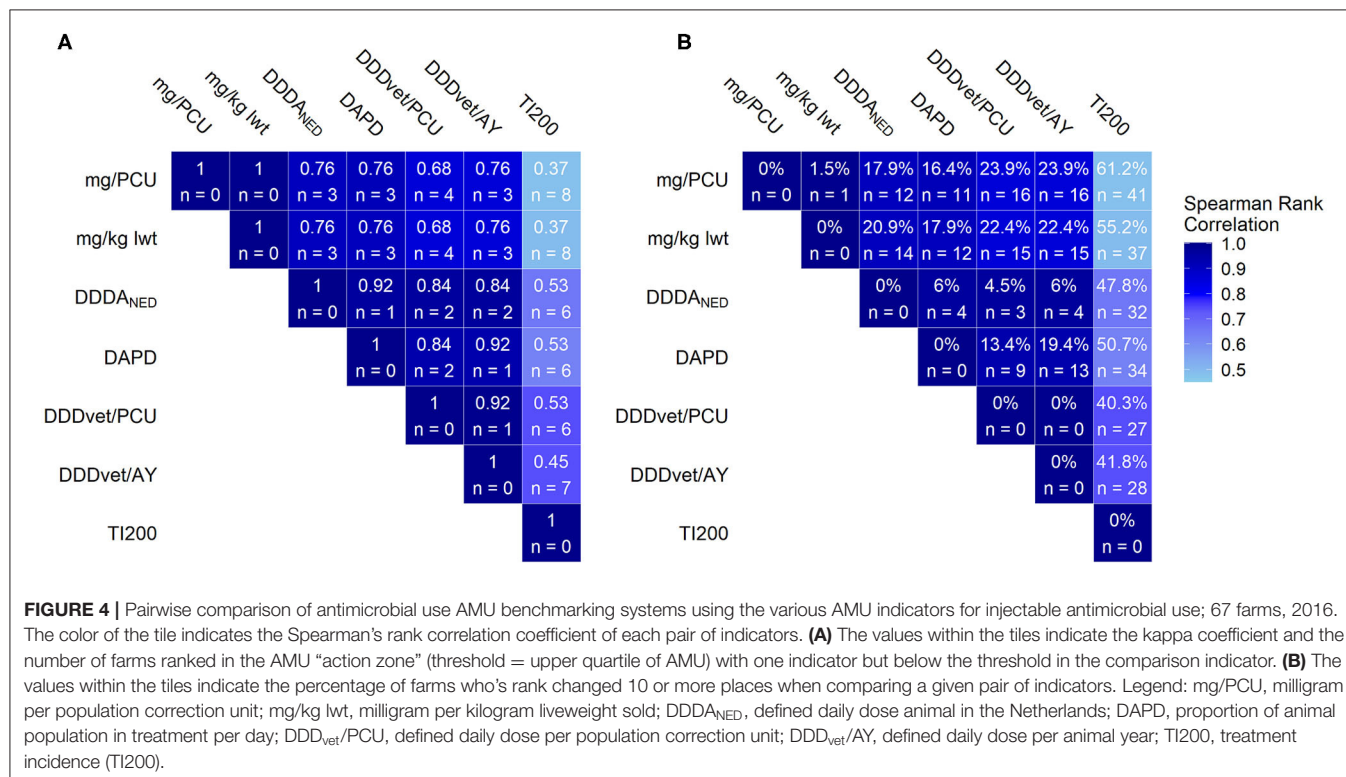 A
mg/PCU
mg/kg lwt
DDDANED
DAPD
DDDvet/PCU
DDDvet/AY
TI200
mg/PCU
1 1 0.76 0.76 0.68 0.76 0.37
n = 0 n = 0 n = 3 n = 3 n = 4 n = 3 n = 8
mg/kg lwt
1 0.76 0.76 0.68 0.76 0.37
n = 0 n = 3 n = 3 n = 4 n = 3 n = 8
DDDANED
1 0.92 0.84 0.84 0.53
n = 0 n = 1 n = 2 n = 2 n = 6
DAPD
1 0.84 0.92 0.53
n = 0 n = 2 n = 1 n = 6
DDDvet/PCU
1 0.92 0.53
n = 0 n = 1 n = 6
DDDvet/AY
1 0.45
n = 0 n = 7
TI200
1
n = 0
B
mg/PCU
mg/kg lwt
DDDANED
DAPD
DDDvet/PCU
DDDvet/AY
TI200
mg/PCU
0% 1.5% 17.9% 16.4% 23.9% 23.9% 61.2%
n = 0 n = 1 n = 12 n = 11 n = 16 n = 16 n = 41
mg/kg lwt
0% 20.9% 17.9% 22.4% 22.4% 55.2%
n = 0 n = 14 n = 12 n = 15 n = 15 n = 37
DDDANED
0% 6% 4.5% 6% 47.8%
n = 0 n = 4 n = 3 n = 4 n = 32
DAPD
0% 13.4% 19.4% 50.7%
n = 0 n = 9 n = 13 n = 34
DDDvet/PCU
0% 0% 40.3%
n = 0 n = 0 n = 27
DDDvet/AY
0% 41.8%
n = 0 n = 28
TI200
0%
n = 0
Spearman Rank
Correlation
1.0
0.9
0.8
0.7
0.6
0.5
FIGURE 4 | Pairwise comparison of antimicrobial use AMU benchmarking systems using the various AMU indicators for injectable antimicrobial use; 67 farms, 2016.
The color of the tile indicates the Spearman's rank correlation coefficient of each pair of indicators. (A) The values within the tiles indicate the kappa coefficient and the
number of farms ranked in the AMU "action zone" (threshold = upper quartile of AMU) with one indicator but below the threshold in the comparison indicator. (B) The
values within the tiles indicate the percentage of farms who's rank changed 10 or more places when comparing a given pair of indicators. Legend: mg/PCU, milligram
per population correction unit; mg/kg lwt, milligram per kilogram liveweight sold; DDDANED, defined daily dose animal in the Netherlands; DAPD, proportion of animal
population in treatment per day; DDDvet/PCU, defined daily dose per population correction unit; DDDvet/AY, defined daily dose per animal year; TI200, treatment
incidence (TI200).